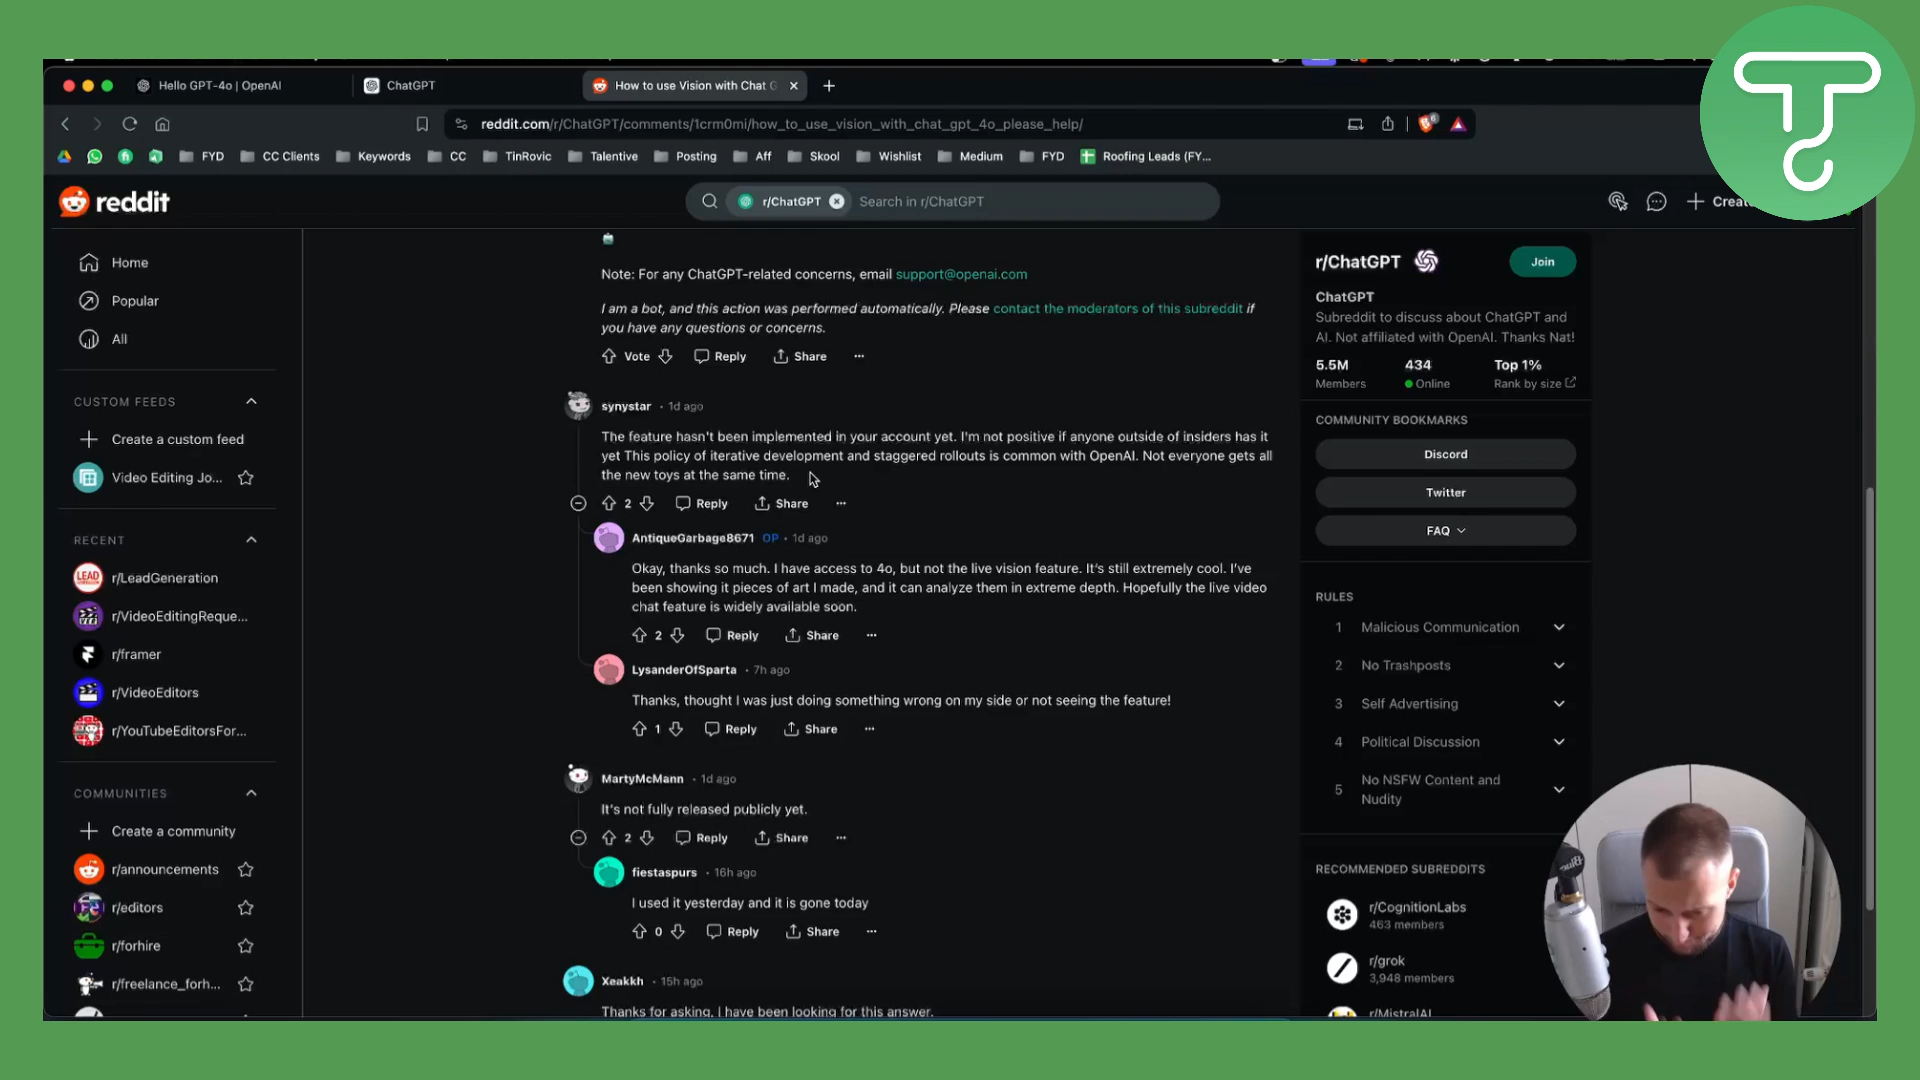 Hello GPT-4o | OpenAI
ChatGPT
How to use Vision with Chat G
reddit.com/r/ChatGPT/comments/1crm0mi/how_to_use_vision_with_chat_gpt_4o_please_help/
6
FYD
CC Clients
Keywords
CC
TinRovic
Talentive
Posting
Aff
Skool
Wishlist
Medium
FYD
Roofing Leads (FY...
reddit
r/ChatGPT
Search in r/ChatGPT
Create
Home
Popular
All
CUSTOM FEEDS
Create a custom feed
Video Editing Jo...
RECENT
LEAD
r/LeadGeneration
r/VideoEditingReque...
r/framer
r/VideoEditors
r/YouTubeEditorsFor...
COMMUNITIES
Create a community
r/announcements
r/editors
r/forhire
r/freelance_forh...
Note: For any ChatGPT-related concerns, email support@openai.com
I am a bot, and this action was performed automatically. Please contact the moderators of this subreddit if
you have any questions or concerns.
Vote Reply Share ...
synystar · 1d ago
The feature hasn't been implemented in your account yet. I'm not positive if anyone outside of insiders has it
yet This policy of iterative development and staggered rollouts is common with OpenAI. Not everyone gets all
the new toys at the same time.
2 Reply Share ...
AntiqueGarbage8671 OP · 1d ago
Okay, thanks so much. I have access to 4o, but not the live vision feature. It's still extremely cool. I've
been showing it pieces of art I made, and it can analyze them in extreme depth. Hopefully the live video
chat feature is widely available soon.
2 Reply Share ...
LysanderOfSparta · 7h ago
Thanks, thought I was just doing something wrong on my side or not seeing the feature!
1 Reply Share ...
MartyMcMann · 1d ago
It's not fully released publicly yet.
2 Reply Share ...
fiestaspurs · 16h ago
I used it yesterday and it is gone today
0 Reply Share ...
Xeakkh · 15h ago
Thanks for asking, I have been looking for this answer.
r/ChatGPT
Join
ChatGPT
Subreddit to discuss about ChatGPT and
AI. Not affiliated with OpenAI. Thanks Nat!
5.5M 434 Top 1%
Members Online Rank by size
COMMUNITY BOOKMARKS
Discord
Twitter
FAQ
RULES
1 Malicious Communication
2 No Trashposts
3 Self Advertising
4 Political Discussion
5 No NSFW Content and
Nudity
RECOMMENDED SUBREDDITS
r/CognitionLabs
463 members
r/grok
3,948 members
r/MistralAI